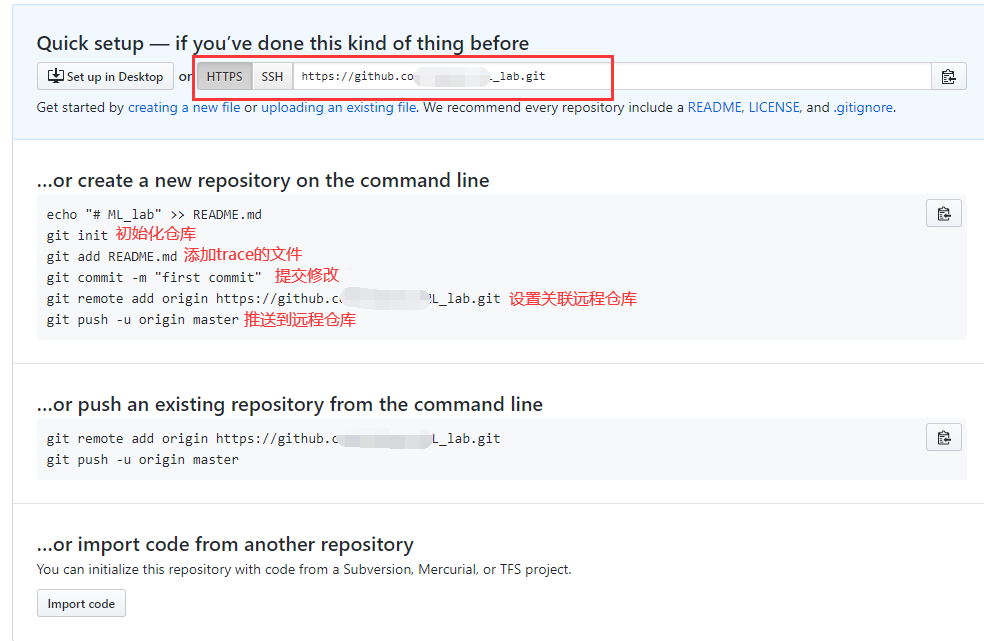 Quick setup — if you've done this kind of thing before
Set up in Desktop or HTTPS SSH https://github.co _lab.git
Get started by creating a new file or uploading an existing file. We recommend every repository include a README, LICENSE, and .gitignore.
…or create a new repository on the command line
echo "# ML_lab" >> README.md
git init 初始化仓库
git add README.md 添加trace的文件
git commit -m "first commit" 提交修改
git remote add origin https://github.c L_lab.git 设置关联远程仓库
git push -u origin master 推送到远程仓库
…or push an existing repository from the command line
git remote add origin https://github.c L_lab.git
git push -u origin master
…or import code from another repository
You can initialize this repository with code from a Subversion, Mercurial, or TFS project.
Import code